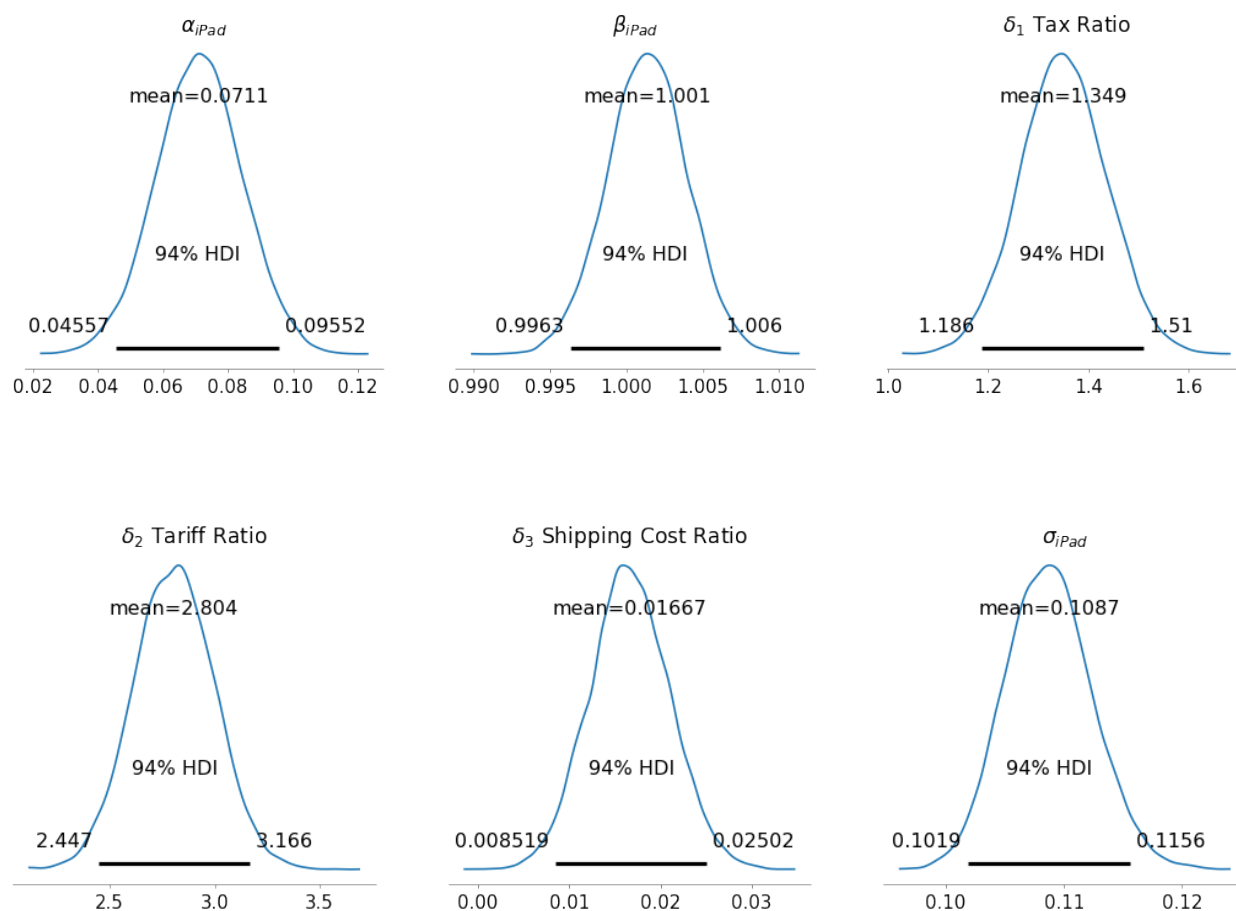 α_iPad
mean=0.0711
94% HDI
0.04557 0.09552
0.02 0.04 0.06 0.08 0.10 0.12
β_iPad
mean=1.001
94% HDI
0.9963 1.006
0.990 0.995 1.000 1.005 1.010
δ₁ Tax Ratio
mean=1.349
94% HDI
1.186 1.51
1.0 1.2 1.4 1.6
δ₂ Tariff Ratio
mean=2.804
94% HDI
2.447 3.166
2.5 3.0 3.5
δ₃ Shipping Cost Ratio
mean=0.01667
94% HDI
0.008519 0.02502
0.00 0.01 0.02 0.03
σ_iPad
mean=0.1087
94% HDI
0.1019 0.1156
0.10 0.11 0.12